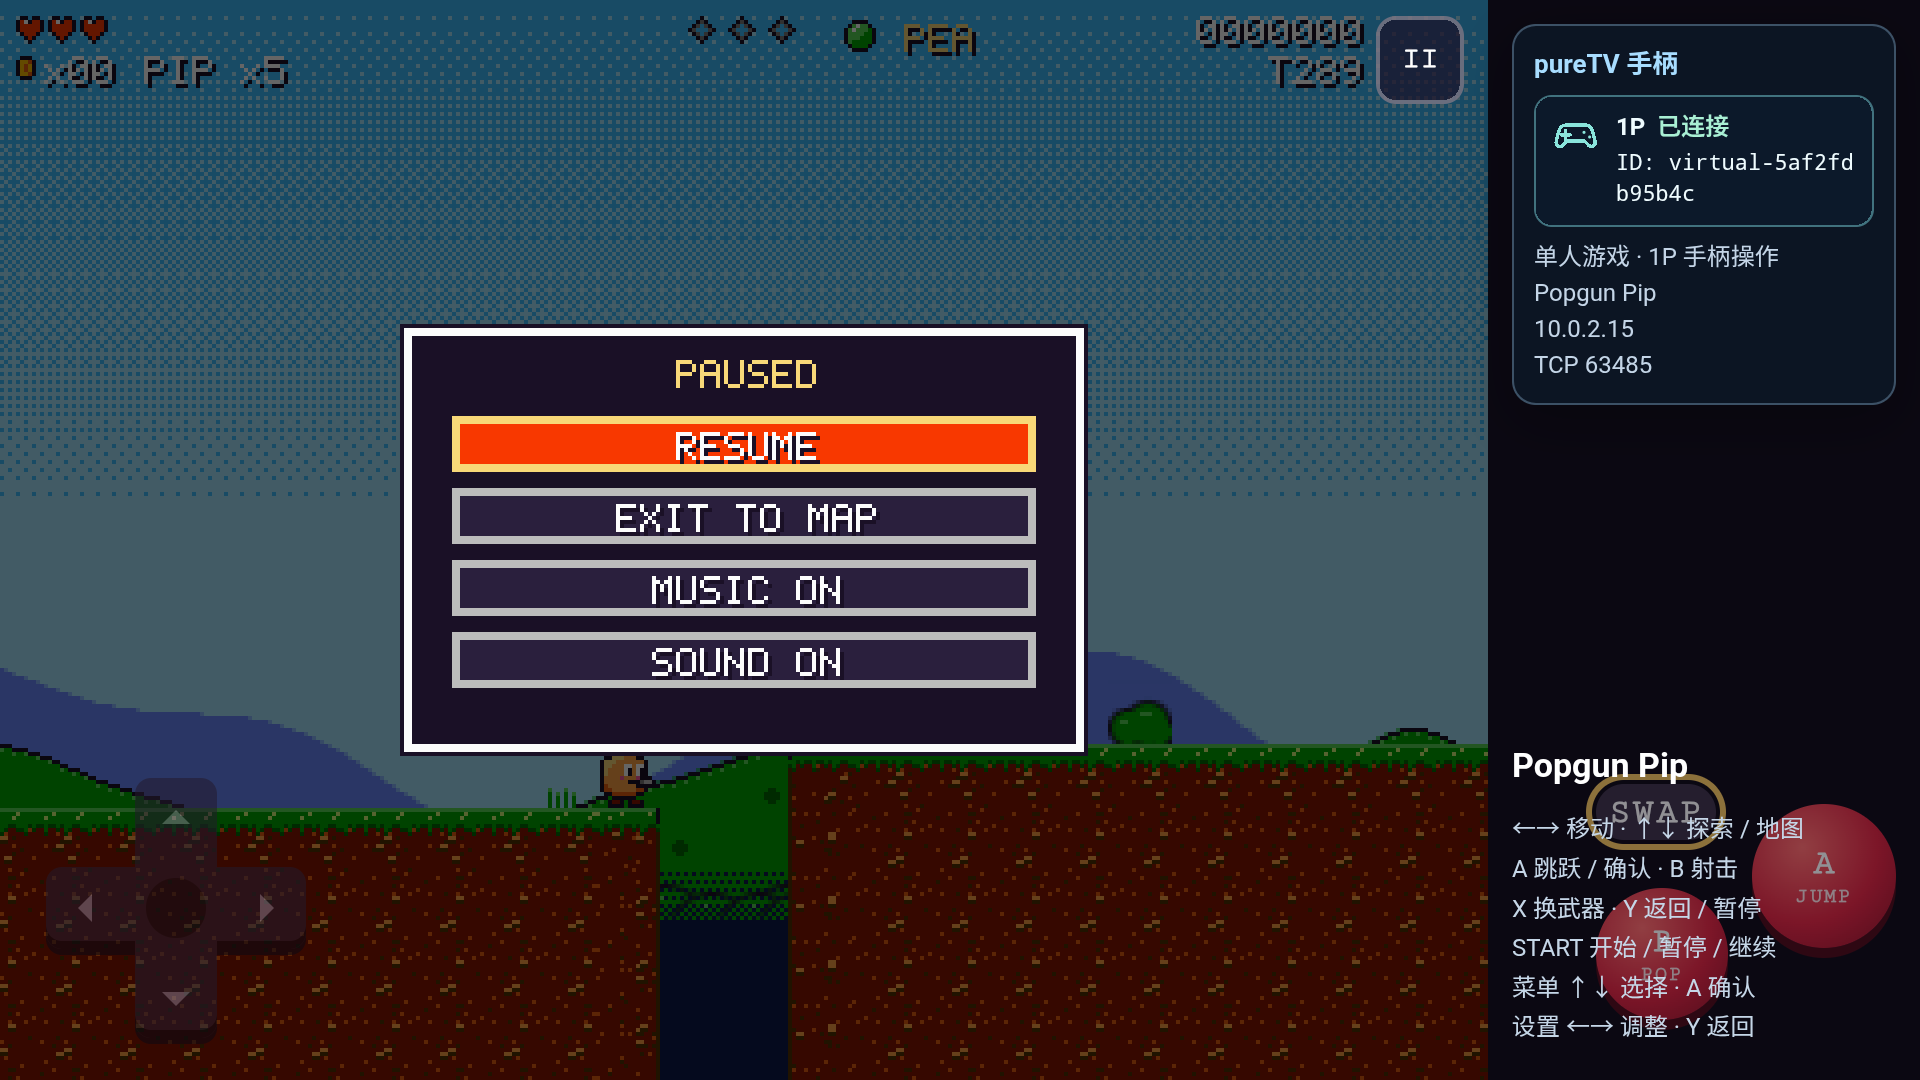 x00 PIP x5
PEA
0000000
T289
II
PAUSED
RESUME
EXIT TO MAP
MUSIC ON
SOUND ON
pureTV 手柄
1P 已连接
ID: virtual-5af2fd
b95b4c
单人游戏 · 1P 手柄操作
Popgun Pip
10.0.2.15
TCP 63485
Popgun Pip
SWAP
←→ 移动 · ↑↓ 探索 / 地图
A 跳跃 / 确认 · B 射击
X 换武器 · Y 返回 / 暂停
START 开始 / 暂停 / 继续
菜单 ↑↓ 选择 · A 确认
设置 ←→ 调整 · Y 返回
A
JUMP
B
POP